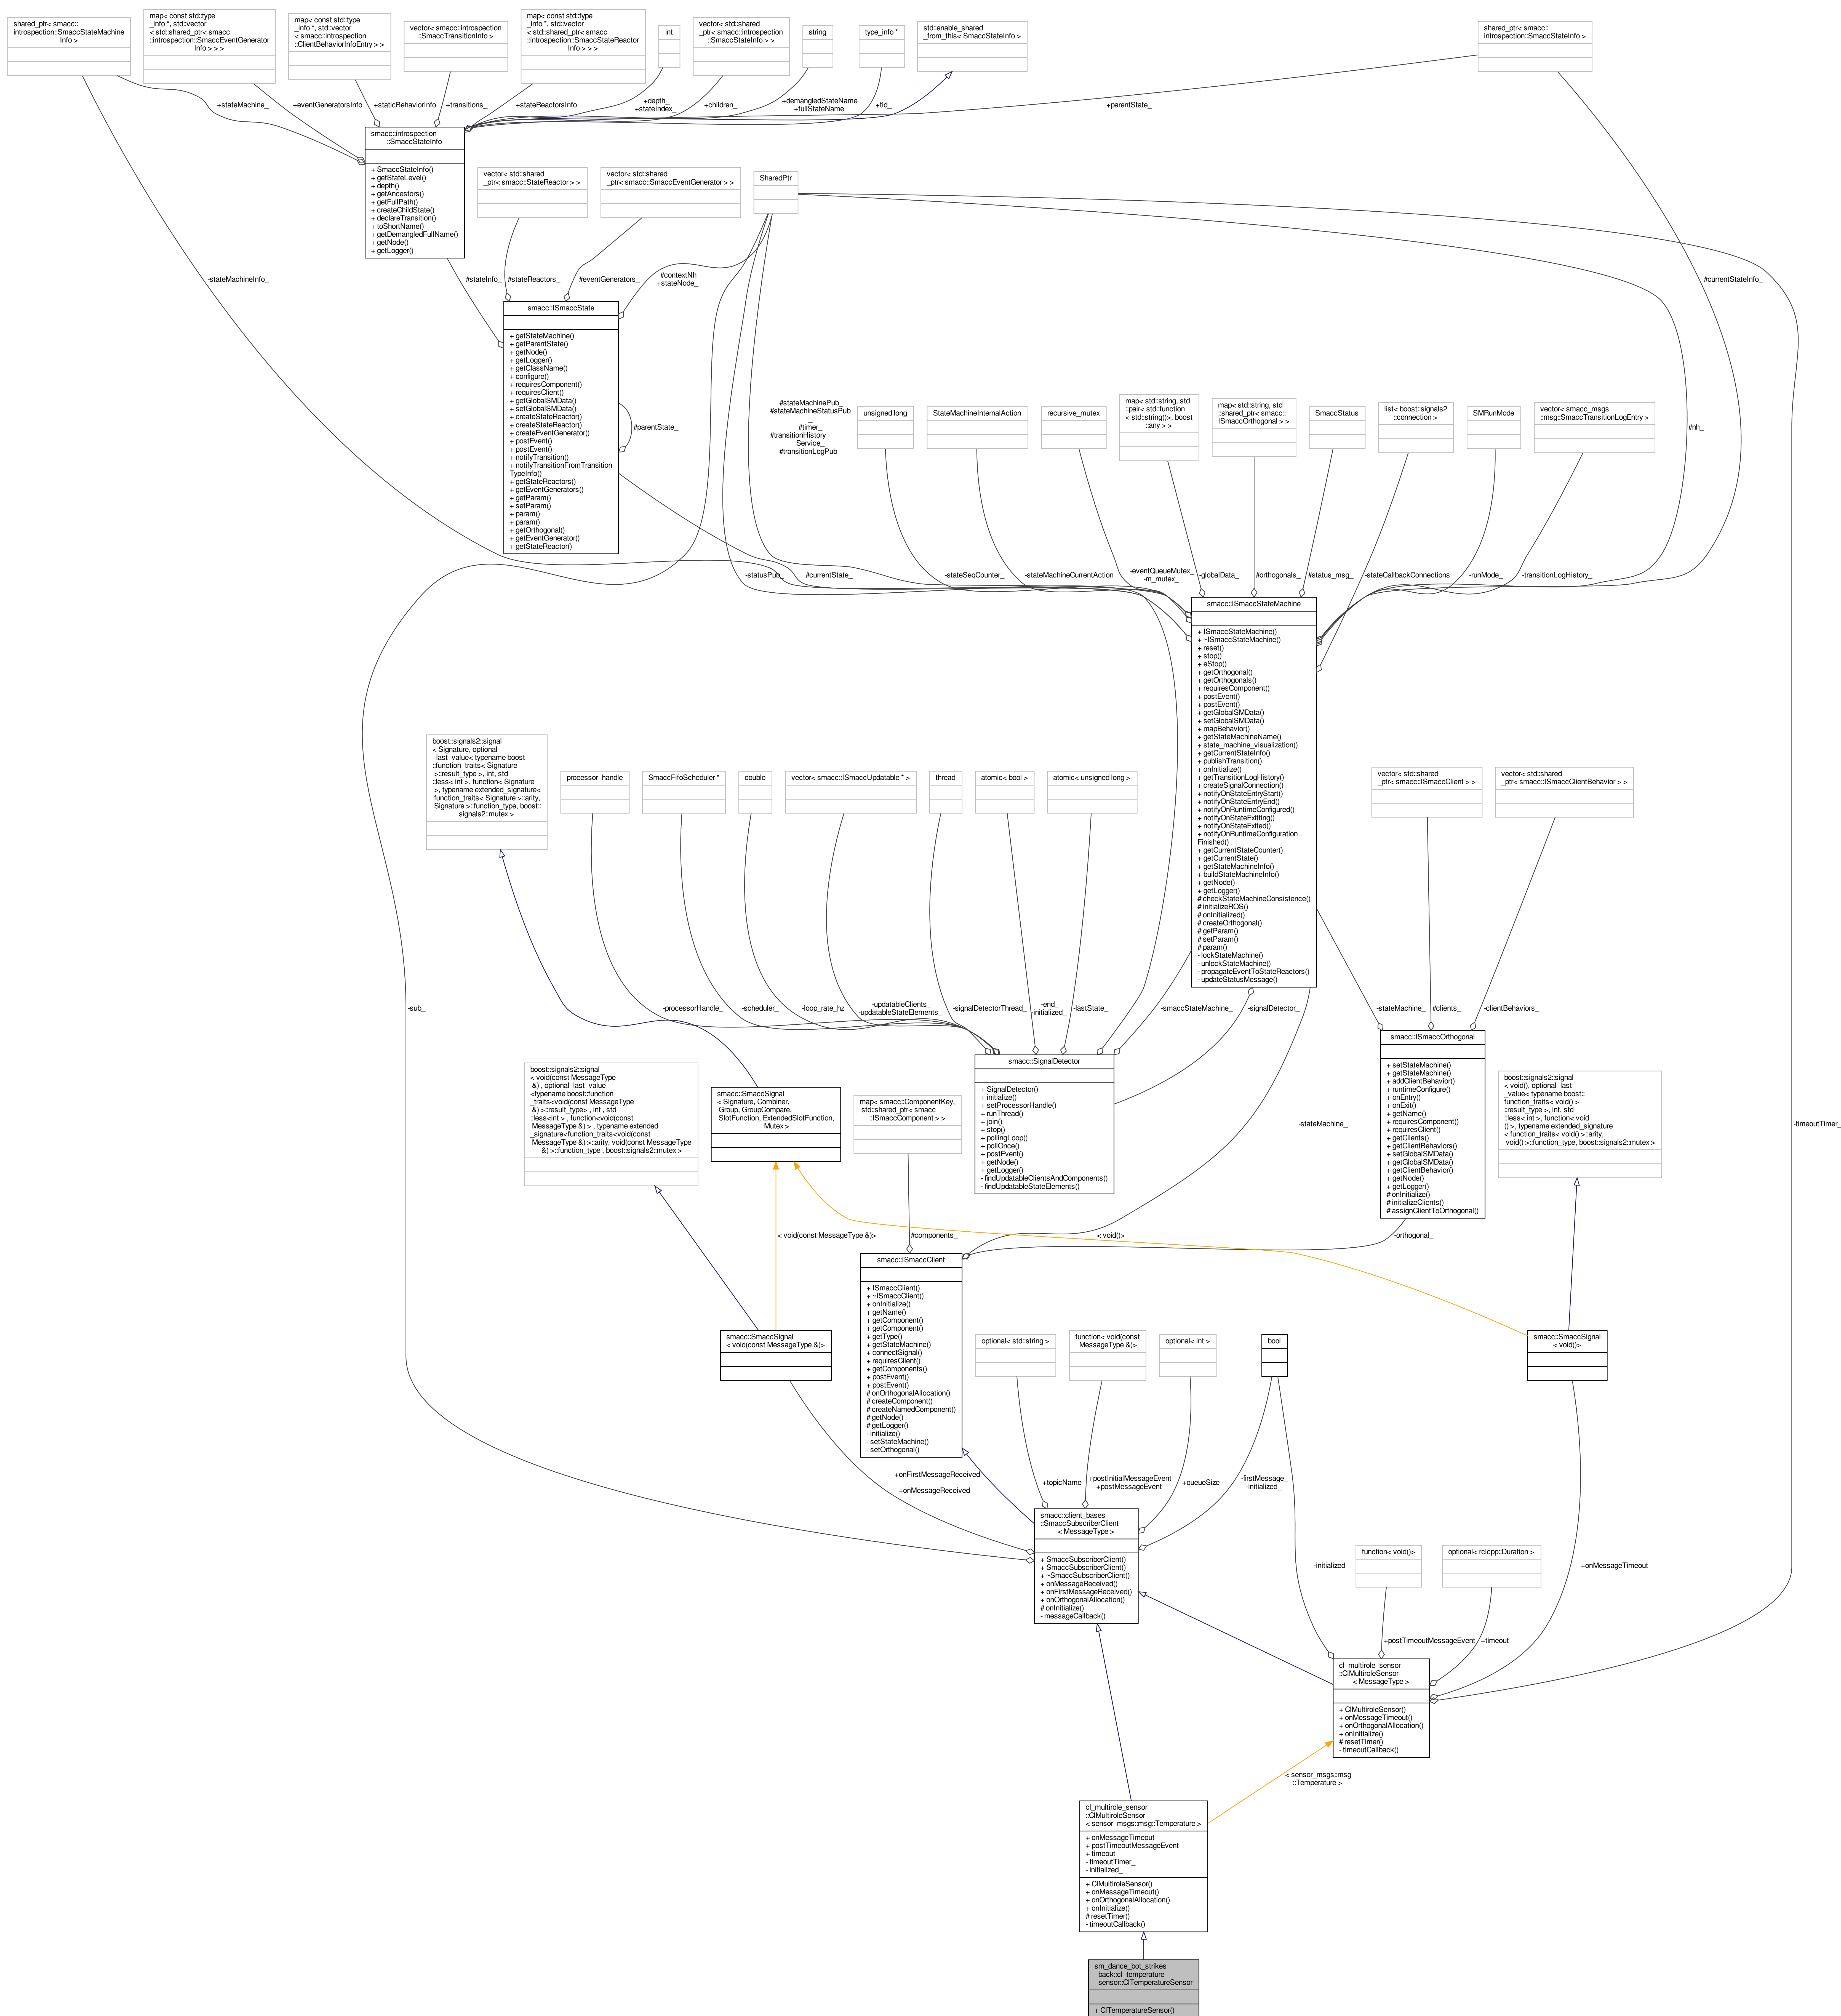 shared_ptr< smacc::
introspection::SmaccStateMachine
Info >
map< const std::type
_info *, std::vector
< std::shared_ptr< smacc
::introspection::SmaccEventGenerator
Info > > >
map< const std::type
_info *, std::vector
< smacc::introspection
::ClientBehaviorInfoEntry > >
vector< smacc::introspection
::SmaccTransitionInfo >
map< const std::type
_info *, std::vector
< std::shared_ptr< smacc
::introspection::SmaccStateReactor
Info > > >
int
vector< std::shared
_ptr< smacc::introspection
::SmaccStateInfo > >
string
type_info *
std::enable_shared
_from_this< SmaccStateInfo >
shared_ptr< smacc::
introspection::SmaccStateInfo >
+stateMachine_
+eventGeneratorsInfo
+staticBehaviorInfo
+transitions_
+stateReactorsInfo
+depth_
+stateIndex_
+children_
+demangledStateName
+fullStateName
+tid_
+parentState_
smacc::introspection
::SmaccStateInfo
+ SmaccStateInfo()
+ getStateLevel()
+ depth()
+ getAncestors()
+ getFullPath()
+ createChildState()
+ declareTransition()
+ toShortName()
+ getDemangledFullName()
+ getNode()
+ getLogger()
vector< std::shared
_ptr< smacc::StateReactor > >
vector< std::shared
_ptr< smacc::SmaccEventGenerator > >
SharedPtr
-stateMachineInfo_
#stateInfo_
#stateReactors_
#eventGenerators_
#contextNh
+stateNode_
#currentStateInfo_
smacc::ISmaccState
+ getStateMachine()
+ getParentState()
+ getNode()
+ getLogger()
+ getClassName()
+ configure()
+ requiresComponent()
+ requiresClient()
+ getGlobalSMData()
+ setGlobalSMData()
+ createStateReactor()
+ createStateReactor()
+ createEventGenerator()
+ postEvent()
+ postEvent()
+ notifyTransition()
+ notifyTransitionFromTransition
TypeInfo()
+ getStateReactors()
+ getEventGenerators()
+ getParam()
+ setParam()
+ param()
+ param()
+ getOrthogonal()
+ getEventGenerator()
+ getStateReactor()
#parentState_
#stateMachinePub_
#stateMachineStatusPub
_
#timer_
#transitionHistory
Service_
#transitionLogPub_
unsigned long
StateMachineInternalAction
recursive_mutex
map< std::string, std
::pair< std::function
< std::string()>, boost
::any > >
map< std::string, std
::shared_ptr< smacc::
ISmaccOrthogonal > >
SmaccStatus
list< boost::signals2
::connection >
SMRunMode
vector< smacc_msgs
::msg::SmaccTransitionLogEntry >
#nh_
-statusPub_
#currentState_
-stateSeqCounter_
-stateMachineCurrentAction
-eventQueueMutex_
-m_mutex_
-globalData_
#orthogonals_
#status_msg_
-stateCallbackConnections
-runMode_
-transitionLogHistory_
smacc::ISmaccStateMachine
+ ISmaccStateMachine()
+ ~ISmaccStateMachine()
+ reset()
+ stop()
+ eStop()
+ getOrthogonal()
+ getOrthogonals()
+ requiresComponent()
+ postEvent()
+ postEvent()
+ getGlobalSMData()
+ setGlobalSMData()
+ mapBehavior()
+ getStateMachineName()
+ state_machine_visualization()
+ getCurrentStateInfo()
+ publishTransition()
+ onInitialize()
+ getTransitionLogHistory()
+ createSignalConnection()
+ notifyOnStateEntryStart()
+ notifyOnStateEntryEnd()
+ notifyOnRuntimeConfigured()
+ notifyOnStateExitting()
+ notifyOnStateExited()
+ notifyOnRuntimeConfiguration
Finished()
+ getCurrentStateCounter()
+ getCurrentState()
+ getStateMachineInfo()
+ buildStateMachineInfo()
+ getNode()
+ getLogger()
# checkStateMachineConsistence()
# initializeROS()
# onInitialized()
# createOrthogonal()
# getParam()
# setParam()
# param()
- lockStateMachine()
- unlockStateMachine()
- propagateEventToStateReactors()
- updateStatusMessage()
boost::signals2::signal
< Signature, optional
_last_value< typename boost
::function_traits< Signature
>::result_type >, int, std
::less< int >, function< Signature
>, typename extended_signature<
function_traits< Signature >::arity,
Signature >::function_type, boost::
signals2::mutex >
processor_handle
SmaccFifoScheduler *
double
vector< smacc::ISmaccUpdatable * >
thread
atomic< bool >
atomic< unsigned long >
vector< std::shared
_ptr< smacc::ISmaccClient > >
vector< std::shared
_ptr< smacc::ISmaccClientBehavior > >
-sub_
-processorHandle_
-scheduler_
-loop_rate_hz
-updatableClients_
-updatableStateElements_
-signalDetectorThread_
-end_
-initialized_
-lastState_
-smaccStateMachine_
-signalDetector_
-stateMachine_
#clients_
-clientBehaviors_
smacc::SignalDetector
+ SignalDetector()
+ initialize()
+ setProcessorHandle()
+ runThread()
+ join()
+ stop()
+ pollingLoop()
+ pollOnce()
+ postEvent()
+ getNode()
+ getLogger()
- findUpdatableClientsAndComponents()
- findUpdatableStateElements()
smacc::ISmaccOrthogonal
+ setStateMachine()
+ getStateMachine()
+ addClientBehavior()
+ runtimeConfigure()
+ onEntry()
+ onExit()
+ getName()
+ requiresComponent()
+ requiresClient()
+ getClients()
+ getClientBehaviors()
+ setGlobalSMData()
+ getGlobalSMData()
+ getClientBehavior()
+ getNode()
+ getLogger()
# onInitialize()
# initializeClients()
# assignClientToOrthogonal()
boost::signals2::signal
< void(const MessageType
&) , optional_last_value
<typename boost::function
_traits<void(const MessageType
&) >::result_type> , int , std
::less<int > , function<void(const
MessageType &) > , typename extended
_signature<function_traits<void(const
MessageType &) >::arity, void(const MessageType
&) >::function_type , boost::signals2::mutex >
smacc::SmaccSignal
< Signature, Combiner,
Group, GroupCompare,
SlotFunction, ExtendedSlotFunction,
Mutex >
map< smacc::ComponentKey,
std::shared_ptr< smacc
::ISmaccComponent > >
boost::signals2::signal
< void(), optional_last
_value< typename boost::
function_traits< void() >
::result_type >, int, std
::less< int >, function< void
() >, typename extended_signature
< function_traits< void() >::arity,
void() >::function_type, boost::signals2::mutex >
-stateMachine_
-timeoutTimer_
< void(const MessageType &)>
#components_
< void()>
-orthogonal_
smacc::ISmaccClient
+ ISmaccClient()
+ ~ISmaccClient()
+ onInitialize()
+ getName()
+ getComponent()
+ getComponent()
+ getType()
+ getStateMachine()
+ connectSignal()
+ requiresClient()
+ getComponents()
+ postEvent()
+ postEvent()
# onOrthogonalAllocation()
# createComponent()
# createNamedComponent()
# getNode()
# getLogger()
- initialize()
- setStateMachine()
- setOrthogonal()
smacc::SmaccSignal
< void(const MessageType &)>
optional< std::string >
function< void(const
MessageType &)>
optional< int >
bool
smacc::SmaccSignal
< void()>
+onFirstMessageReceived
_
+onMessageReceived_
+topicName
+postInitialMessageEvent
+postMessageEvent
+queueSize
-firstMessage_
-initialized_
smacc::client_bases
::SmaccSubscriberClient
< MessageType >
+ SmaccSubscriberClient()
+ SmaccSubscriberClient()
+ ~SmaccSubscriberClient()
+ onMessageReceived()
+ onFirstMessageReceived()
+ onOrthogonalAllocation()
# onInitialize()
- messageCallback()
function< void()>
optional< rclcpp::Duration >
-initialized_
+onMessageTimeout_
+postTimeoutMessageEvent
+timeout_
cl_multirole_sensor
::ClMultiroleSensor
< MessageType >
+ ClMultiroleSensor()
+ onMessageTimeout()
+ onOrthogonalAllocation()
+ onInitialize()
# resetTimer()
- timeoutCallback()
< sensor_msgs::msg
::Temperature >
cl_multirole_sensor
::ClMultiroleSensor
< sensor_msgs::msg::Temperature >
+ onMessageTimeout_
+ postTimeoutMessageEvent
+ timeout_
- timeoutTimer_
- initialized_
+ ClMultiroleSensor()
+ onMessageTimeout()
+ onOrthogonalAllocation()
+ onInitialize()
# resetTimer()
- timeoutCallback()
sm_dance_bot_strikes
_back::cl_temperature
_sensor::ClTemperatureSensor
+ ClTemperatureSensor()